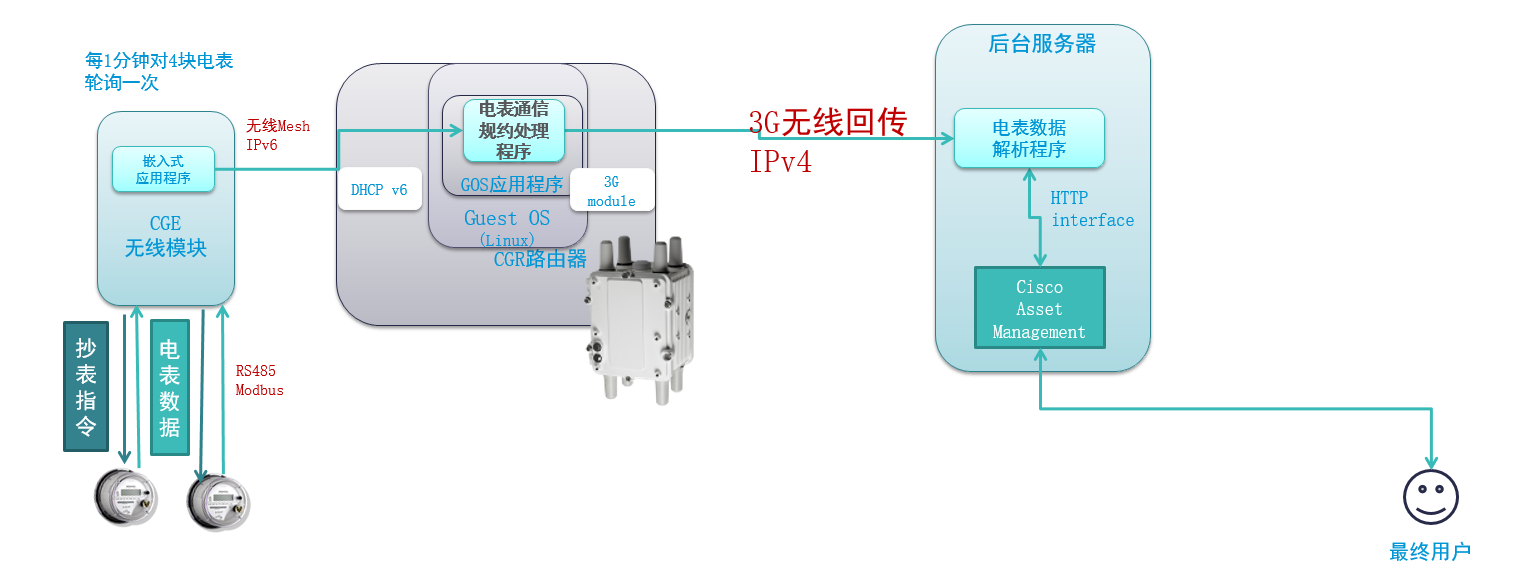 每1分钟对4块电表
轮询一次
嵌入式
应用程序
CGE
无线模块
无线Mesh
IPv6
抄表指令
电表数据
RS485
Modbus
DHCP v6
电表通信
规约处理
程序
GOS应用程序
Guest OS
(Linux)
CGR路由器
3G
module
3G无线回传
IPv4
后台服务器
电表数据
解析程序
HTTP
interface
Cisco
Asset
Management
最终用户